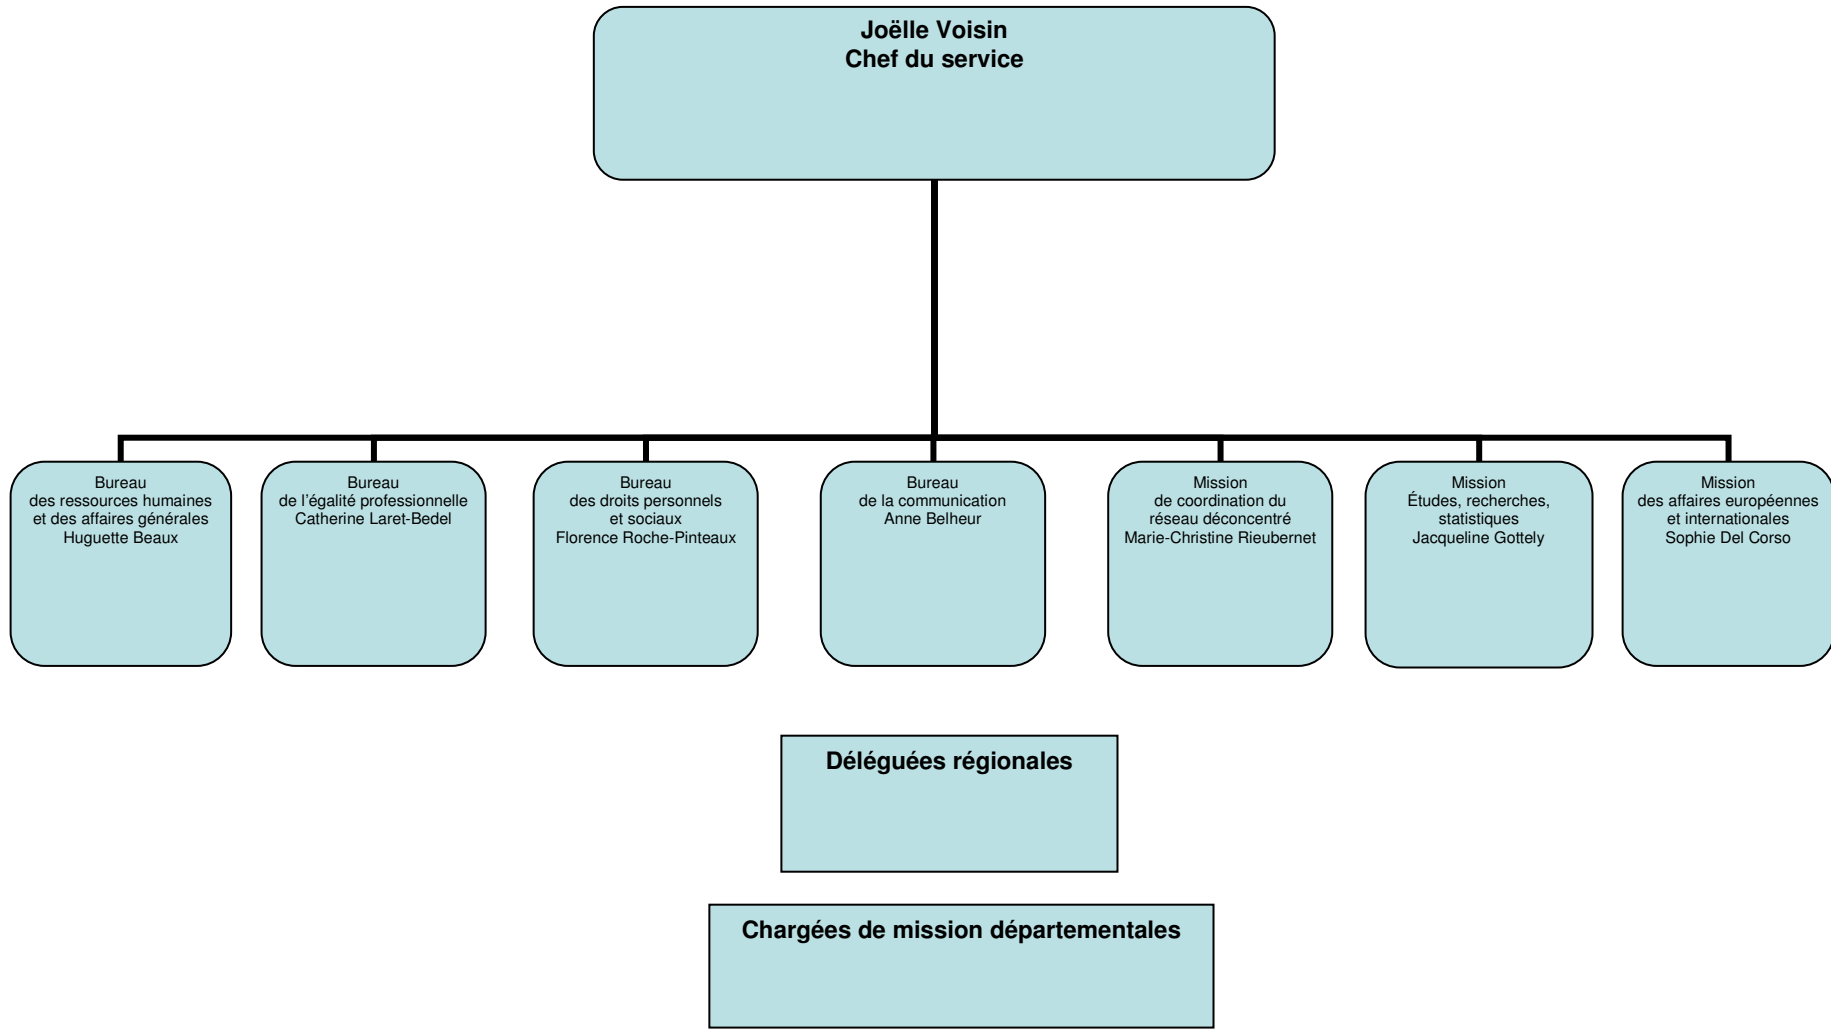 Joëlle Voisin
Chef du service
Bureau
des ressources humaines
et des affaires générales
Huguette Beaux
Bureau
de l'égalité professionnelle
Catherine Laret-Bedel
Bureau
des droits personnels
et sociaux
Florence Roche-Pinteaux
Bureau
de la communication
Anne Belheur
Mission
de coordination du
réseau déconcentré
Marie-Christine Rieubernet
Mission
Études, recherches,
statistiques
Jacqueline Gottely
Mission
des affaires européennes
et internationales
Sophie Del Corso
Déléguées régionales
Chargées de mission départementales